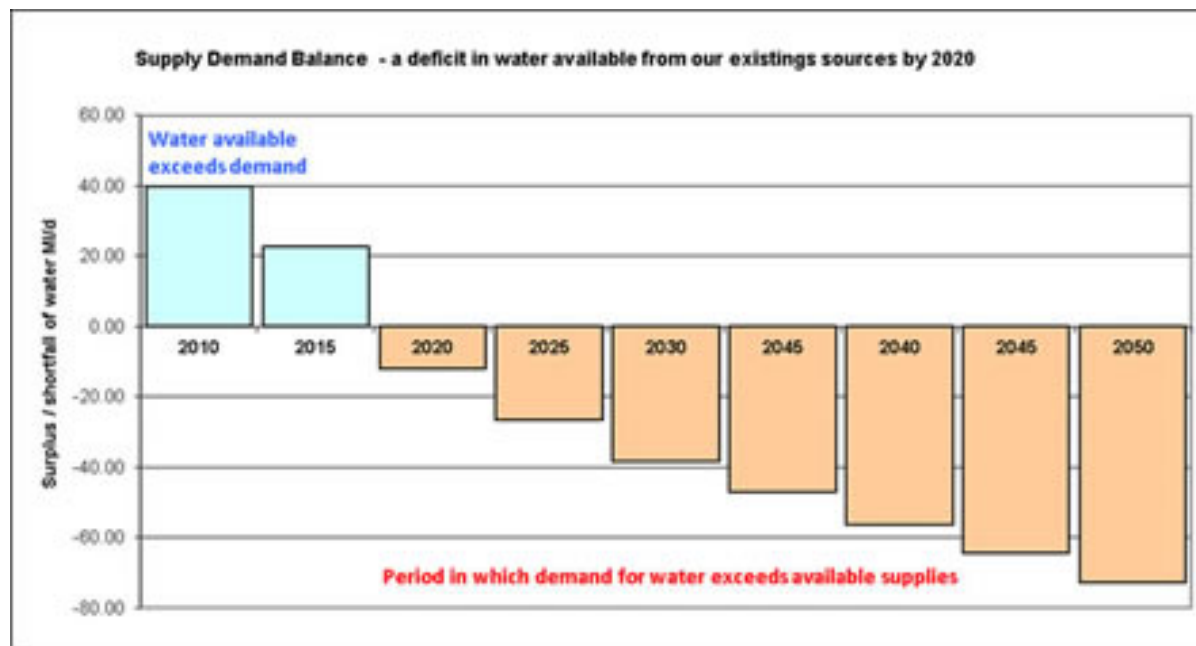 Supply Demand Balance - a deficit in water available from our existings sources by 2020
60.00
Water available
exceeds demand
40.00
20.00
0.00
-20.00
-40.00
-60.00
-80.00
Surplus / shortfall of water Ml/d
2010 2015 2020 2025 2030 2045 2040 2045 2050
Period in which demand for water exceeds available supplies